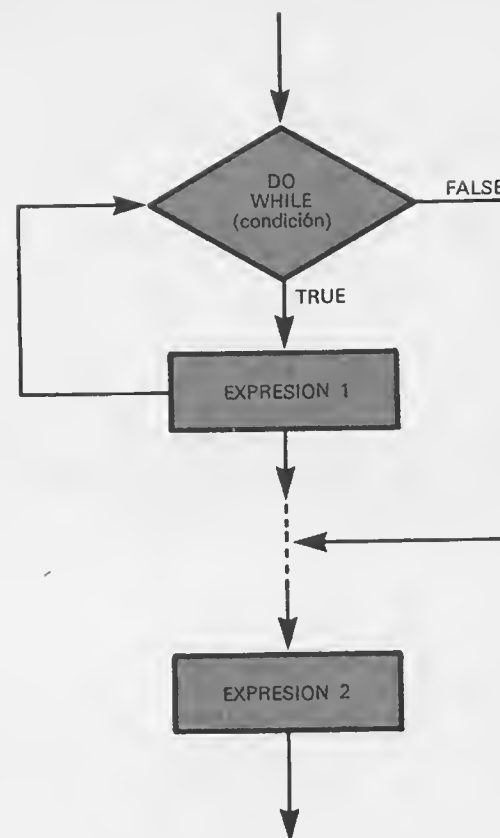 DO
WHILE
(condición)
FALSE
TRUE
EXPRESION 1
EXPRESION 2